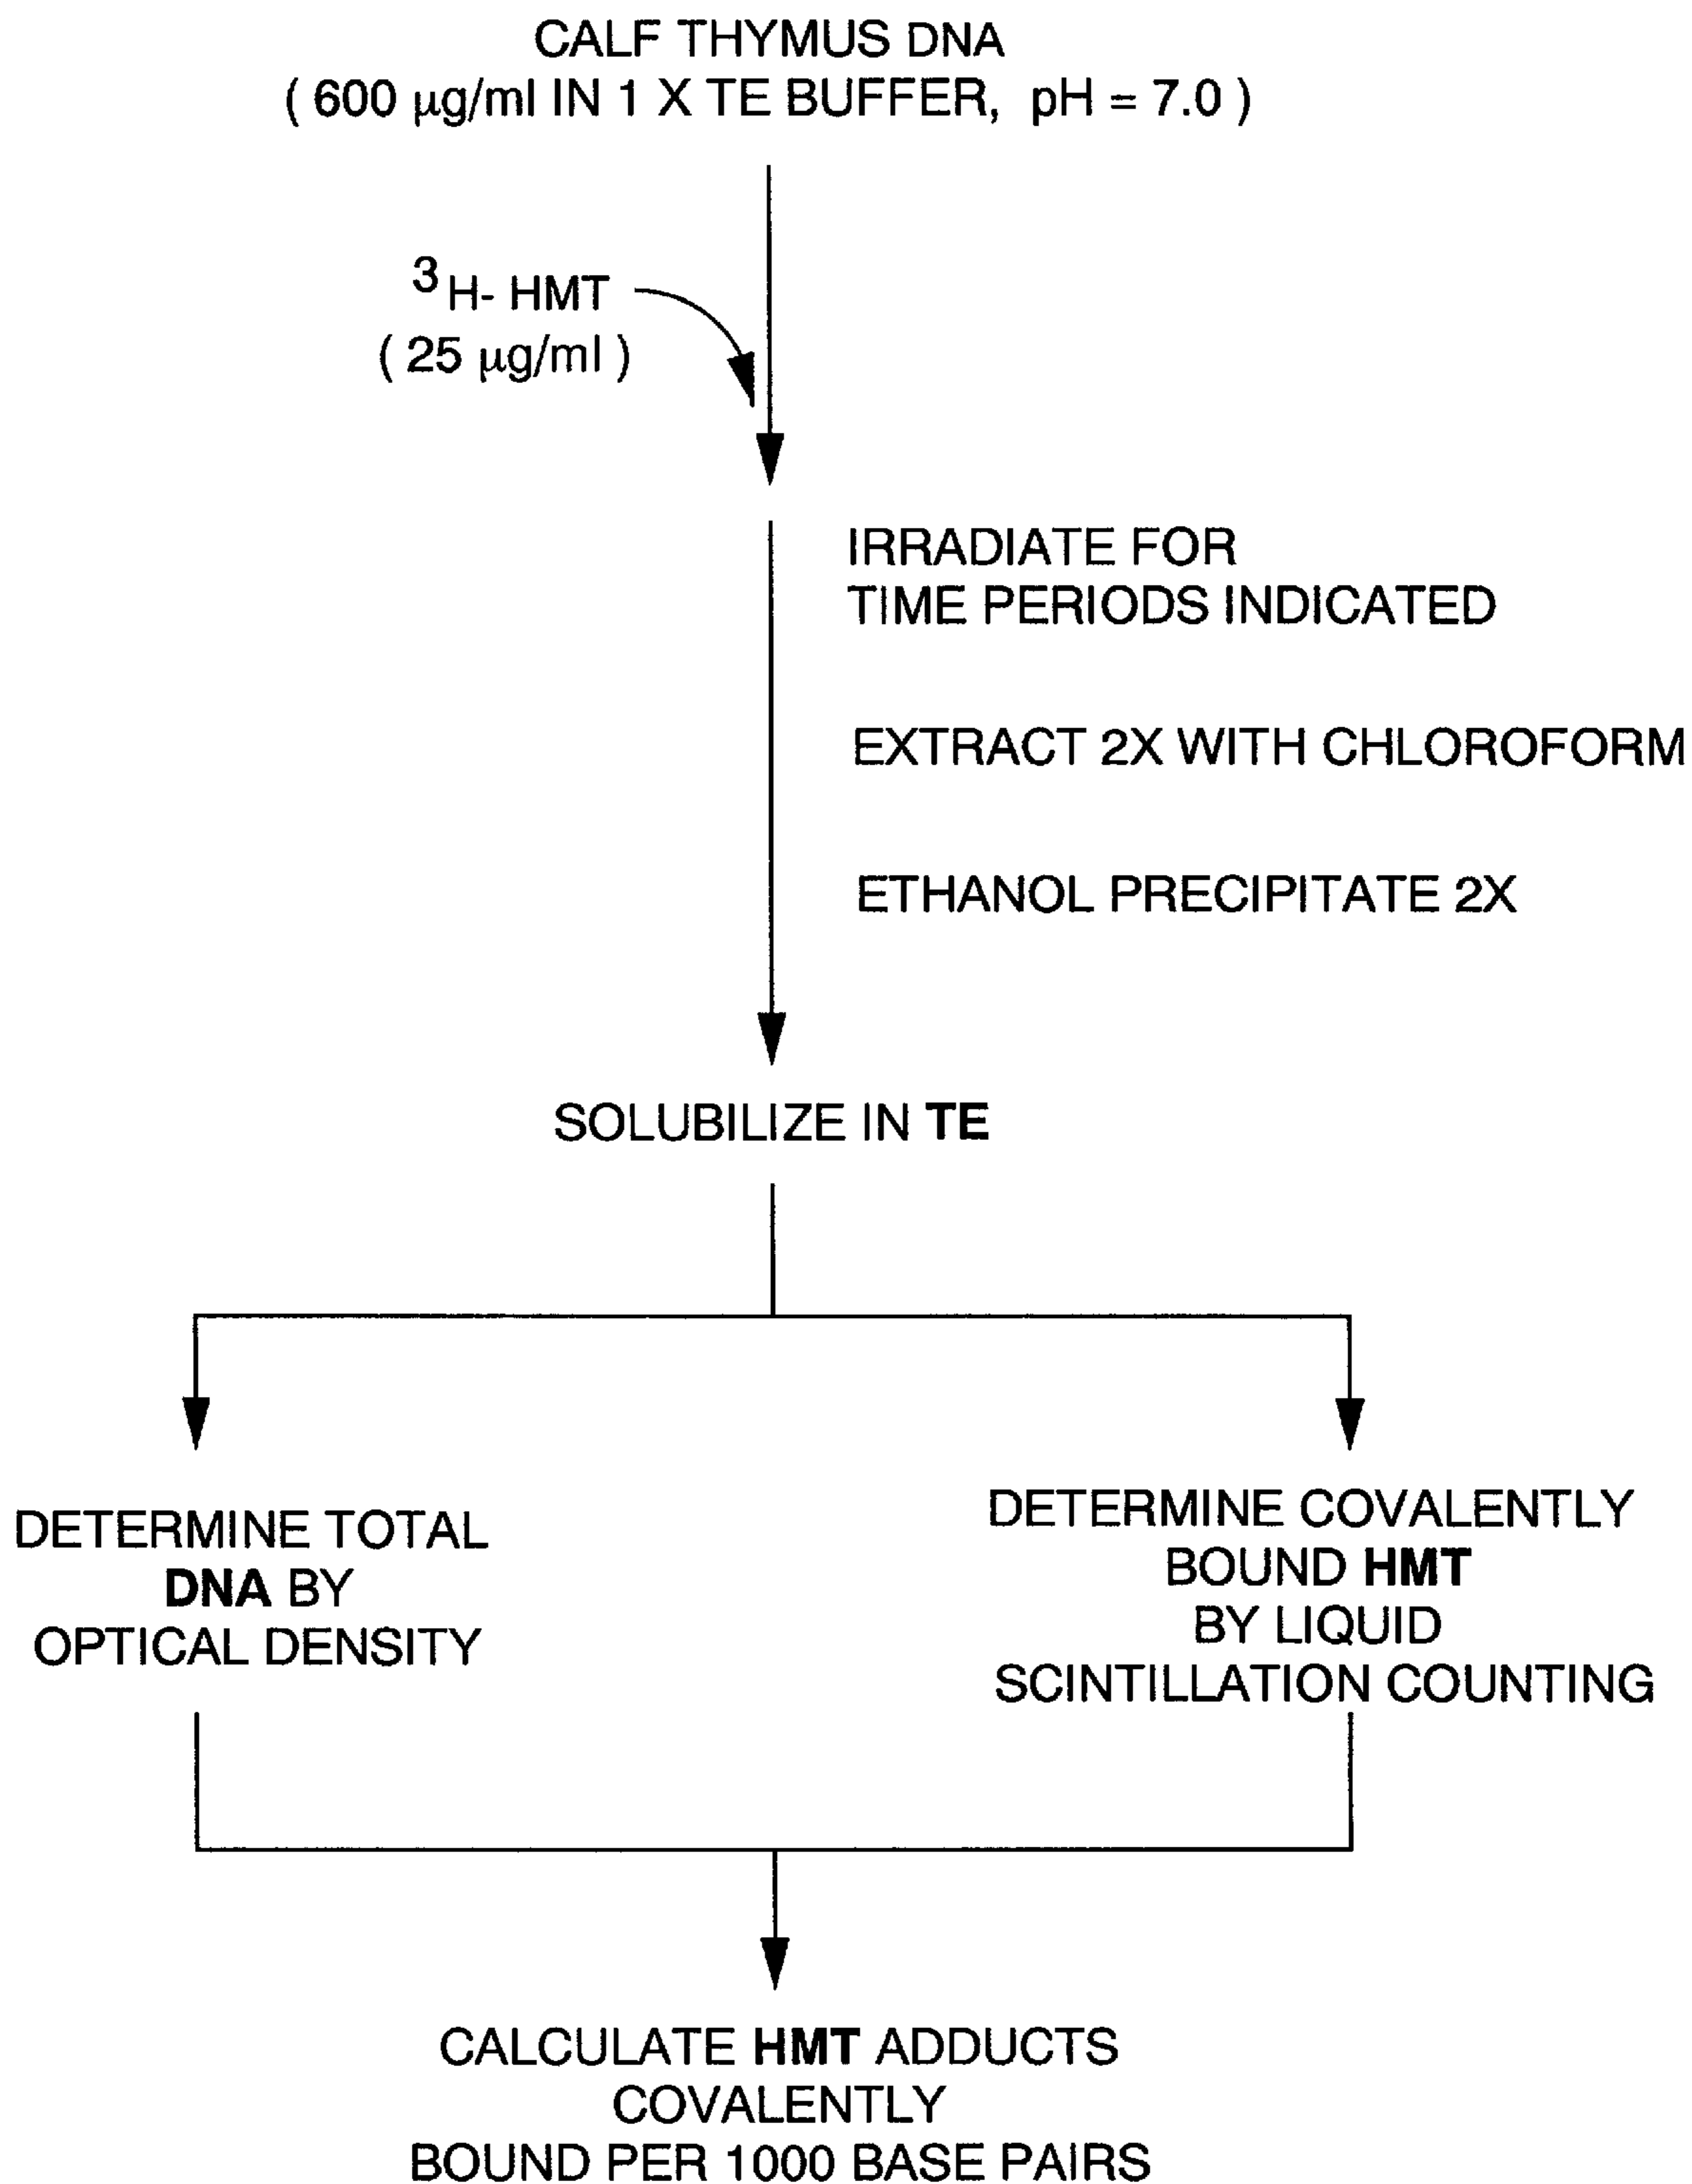 CALF THYMUS DNA
( 600 µg/ml IN 1 X TE BUFFER, pH = 7.0 )
3H- HMT
( 25 µg/ml )
IRRADIATE FOR
TIME PERIODS INDICATED
EXTRACT 2X WITH CHLOROFORM
ETHANOL PRECIPITATE 2X
SOLUBILIZE IN TE
DETERMINE TOTAL
DNA BY
OPTICAL DENSITY
DETERMINE COVALENTLY
BOUND HMT
BY LIQUID
SCINTILLATION COUNTING
CALCULATE HMT ADDUCTS
COVALENTLY
BOUND PER 1000 BASE PAIRS